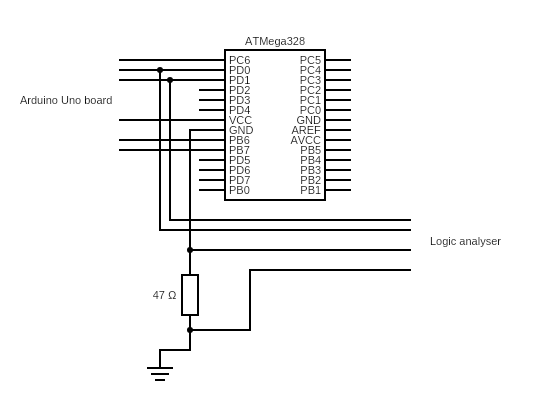 ATMega328
PC6 PC5
PD0 PC4
PD1 PC3
PD2 PC2
Arduino Uno board PD3 PC1
PD4 PC0
VCC GND
GND AREF
PB6 AVCC
PB7 PB5
PD5 PB4
PD6 PB3
PD7 PB2
PB0 PB1
Logic analyser
47 Ω